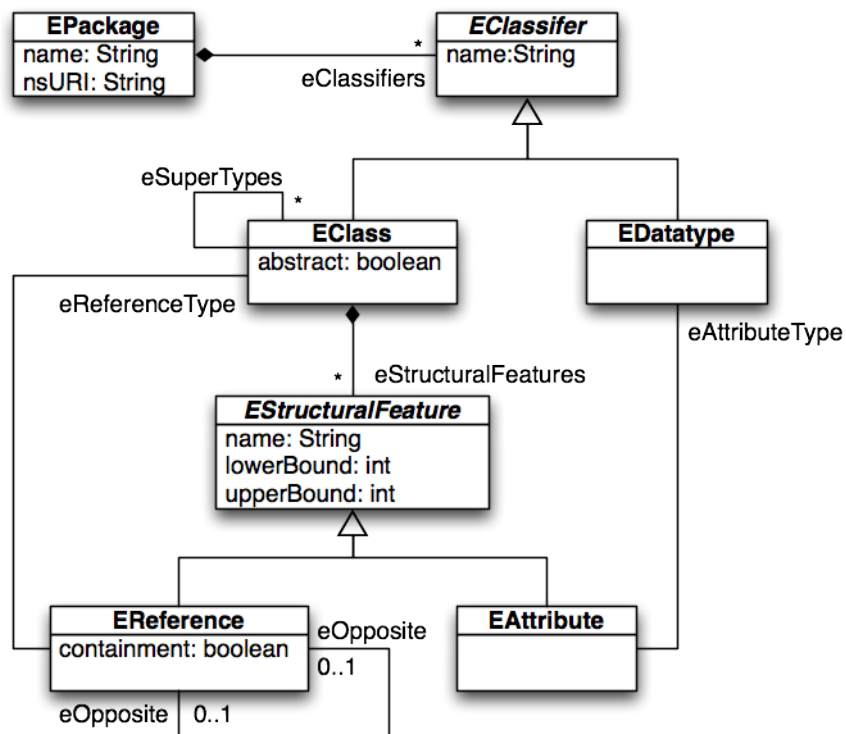 EPackage
name: String
nsURI: String
*
eClassifiers
EClassifer
name:String
eSuperTypes
*
EClass
abstract: boolean
EDatatype
eReferenceType
eAttributeType
*
eStructuralFeatures
EStructuralFeature
name: String
lowerBound: int
upperBound: int
EReference
containment: boolean
eOpposite
0..1
EAttribute
eOpposite
0..1